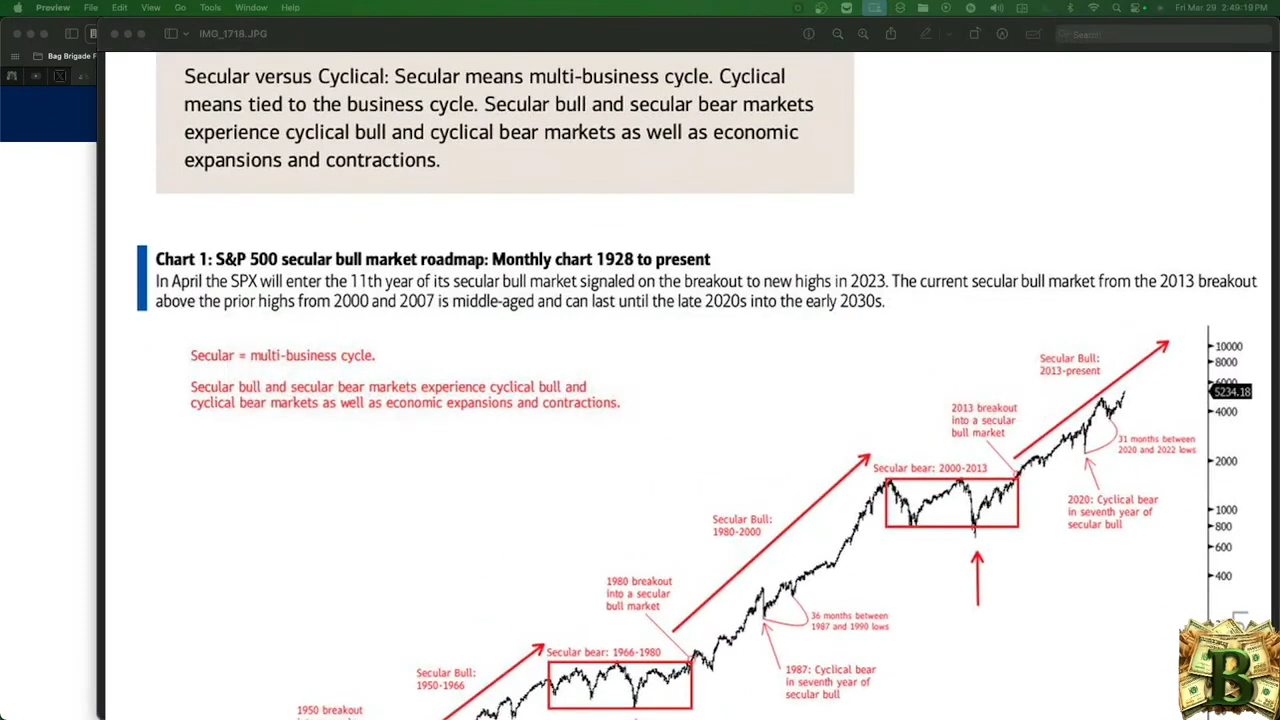 Preview File Edit View Go Tools Window Help
Fri Mar 29 2:49:19 PM
IMG_1718.JPG
Search
Bag Brigade F
Secular versus Cyclical: Secular means multi-business cycle. Cyclical
means tied to the business cycle. Secular bull and secular bear markets
experience cyclical bull and cyclical bear markets as well as economic
expansions and contractions.
Chart 1: S&P 500 secular bull market roadmap: Monthly chart 1928 to present
In April the SPX will enter the 11th year of its secular bull market signaled on the breakout to new highs in 2023. The current secular bull market from the 2013 breakout
above the prior highs from 2000 and 2007 is middle-aged and can last until the late 2020s into the early 2030s.
Secular = multi-business cycle.
Secular bull and secular bear markets experience cyclical bull and
cyclical bear markets as well as economic expansions and contractions.
Secular Bull:
2013-present
10000
8000
6000
5234.18
4000
2013 breakout
into a secular
bull market
31 months between
2020 and 2022 lows
2000
Secular bear: 2000-2013
2020: Cyclical bear
in seventh year of
secular bull
1000
800
600
400
Secular Bull:
1980-2000
1980 breakout
into a secular
bull market
36 months between
1987 and 1990 lows
Secular bear: 1966-1980
1987: Cyclical bear
in seventh year of
secular bull
Secular Bull:
1950-1966
1950 breakout
B